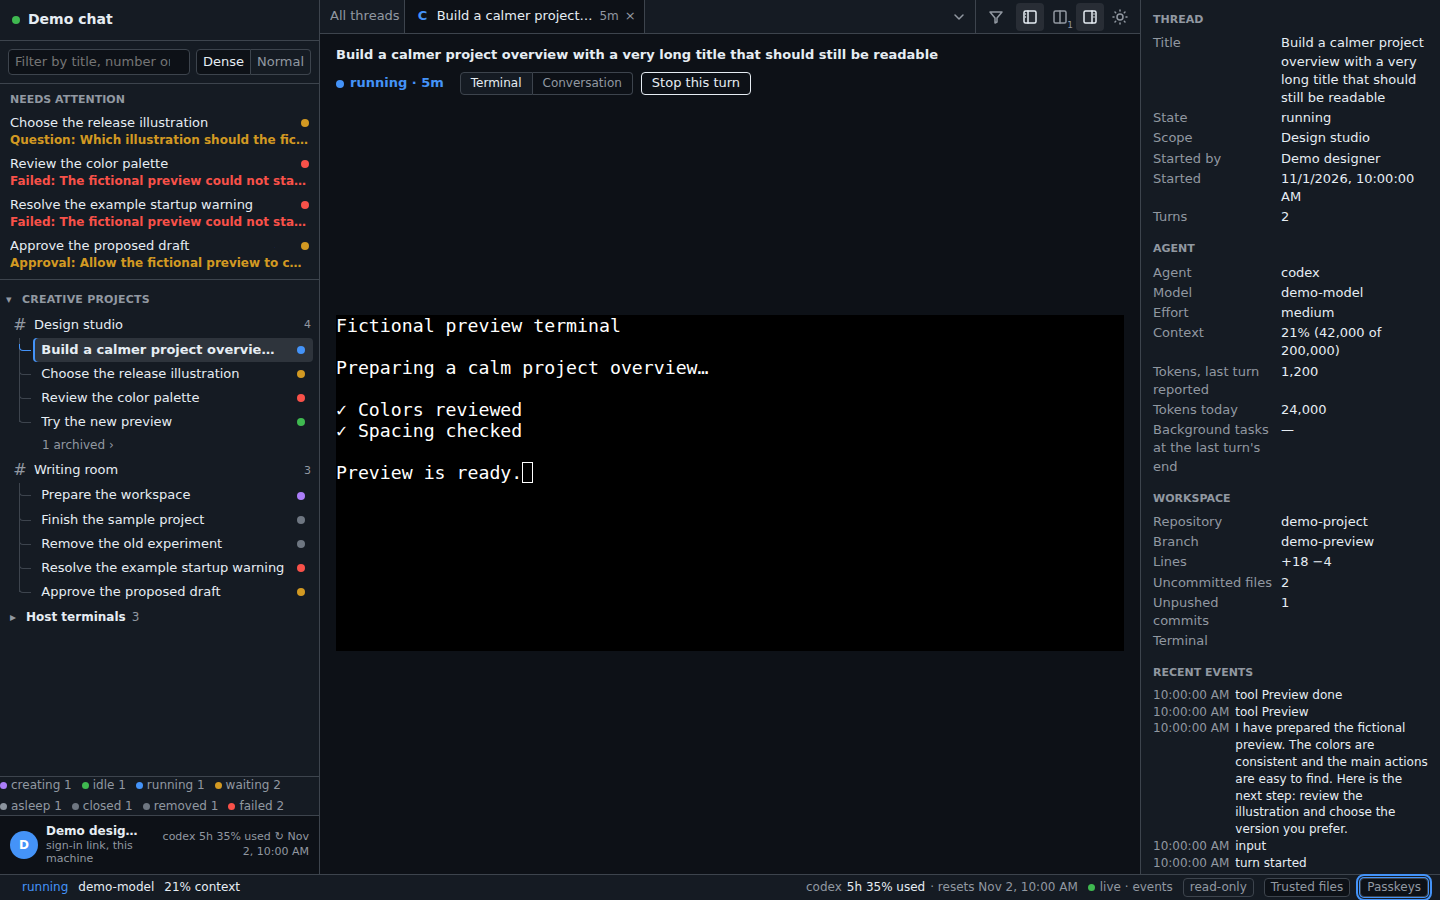 Demo chat
Filter by title, number or
Dense
Normal
NEEDS ATTENTION
Choose the release illustration
Question: Which illustration should the fic…
Review the color palette
Failed: The fictional preview could not sta…
Resolve the example startup warning
Failed: The fictional preview could not sta…
Approve the proposed draft
Approval: Allow the fictional preview to c…
CREATIVE PROJECTS
# Design studio 4
Build a calmer project overvie…
Choose the release illustration
Review the color palette
Try the new preview
1 archived ›
# Writing room 3
Prepare the workspace
Finish the sample project
Remove the old experiment
Resolve the example startup warning
Approve the proposed draft
Host terminals 3
creating 1 idle 1 running 1 waiting 2
asleep 1 closed 1 removed 1 failed 2
D
Demo desig…
sign-in link, this
machine
codex 5h 35% used ↻ Nov
2, 10:00 AM
All threads
C Build a calmer project… 5m ×
1
Build a calmer project overview with a very long title that should still be readable
running · 5m
Terminal
Conversation
Stop this turn
Fictional preview terminal
Preparing a calm project overview…
✓ Colors reviewed
✓ Spacing checked
Preview is ready.
THREAD
Title Build a calmer project
overview with a very
long title that should
still be readable
State running
Scope Design studio
Started by Demo designer
Started 11/1/2026, 10:00:00
AM
Turns 2
AGENT
Agent codex
Model demo-model
Effort medium
Context 21% (42,000 of
200,000)
Tokens, last turn 1,200
reported
Tokens today 24,000
Background tasks —
at the last turn's
end
WORKSPACE
Repository demo-project
Branch demo-preview
Lines +18 −4
Uncommitted files 2
Unpushed 1
commits
Terminal
RECENT EVENTS
10:00:00 AM tool Preview done
10:00:00 AM tool Preview
10:00:00 AM I have prepared the fictional
preview. The colors are
consistent and the main actions
are easy to find. Here is the
next step: review the
illustration and choose the
version you prefer.
10:00:00 AM input
10:00:00 AM turn started
running demo-model 21% context
codex 5h 35% used · resets Nov 2, 10:00 AM
live · events
read-only
Trusted files
Passkeys